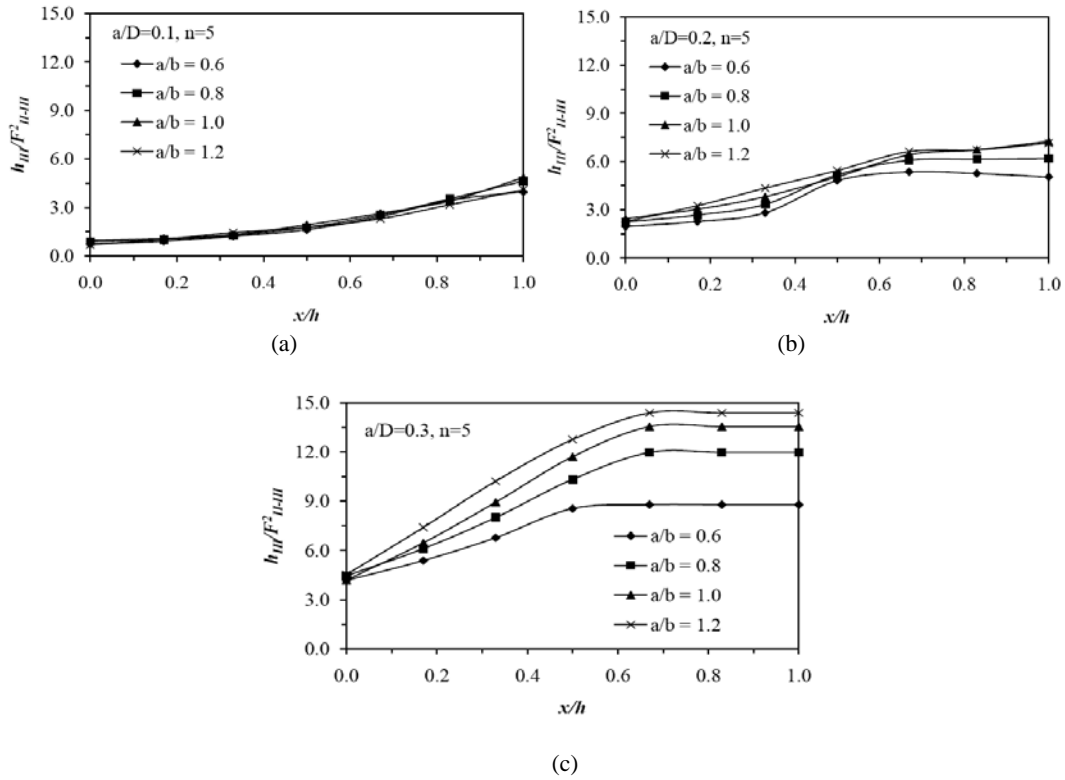 15.0
12.0
9.0
6.0
3.0
0.0
h_III/F²_II-III
a/D=0.1, n=5
a/b = 0.6
a/b = 0.8
a/b = 1.0
a/b = 1.2
0.0 0.2 0.4 0.6 0.8 1.0
x/h
(a)
15.0
12.0
9.0
6.0
3.0
0.0
h_III/F²_II-III
a/D=0.2, n=5
a/b = 0.6
a/b = 0.8
a/b = 1.0
a/b = 1.2
0.0 0.2 0.4 0.6 0.8 1.0
x/h
(b)
15.0
12.0
9.0
6.0
3.0
0.0
h_III/F²_II-III
a/D=0.3, n=5
a/b = 0.6
a/b = 0.8
a/b = 1.0
a/b = 1.2
0.0 0.2 0.4 0.6 0.8 1.0
x/h
(c)